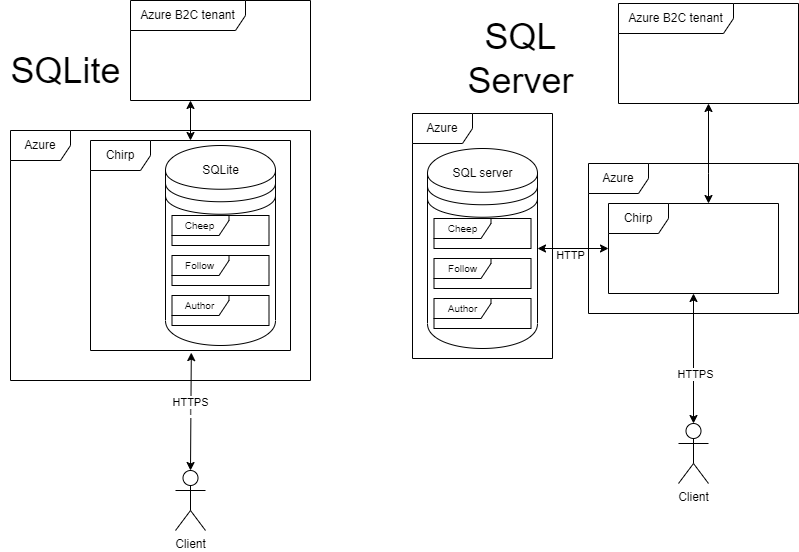 SQLite
Azure B2C tenant
Azure
Chirp
SQLite
Cheep
Follow
Author
HTTPS
Client
SQL
Server
Azure B2C tenant
Azure
SQL server
Cheep
Follow
Author
HTTP
Azure
Chirp
HTTPS
Client